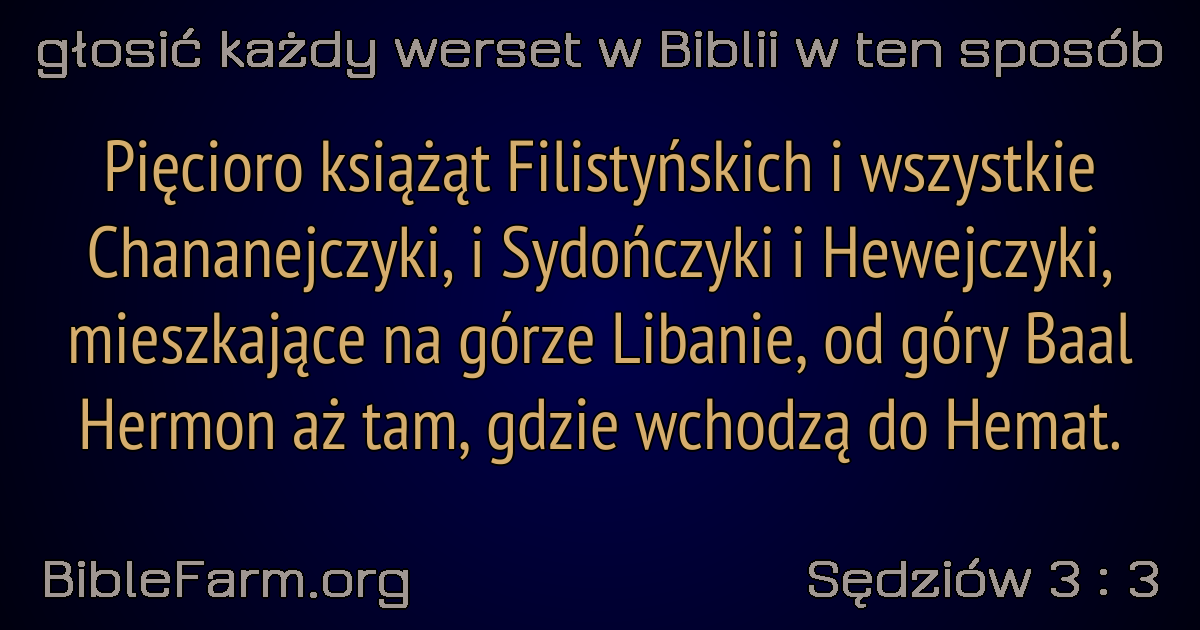 głosić każdy werset w Biblii w ten sposób
Pięcioro książąt Filistyńskich i wszystkie
Chananejczyki, i Sydończyki i Hewejczyki,
mieszkające na górze Libanie, od góry Baal
Hermon aż tam, gdzie wchodzą do Hemat.
BibleFarm.org
Sędziów 3 : 3